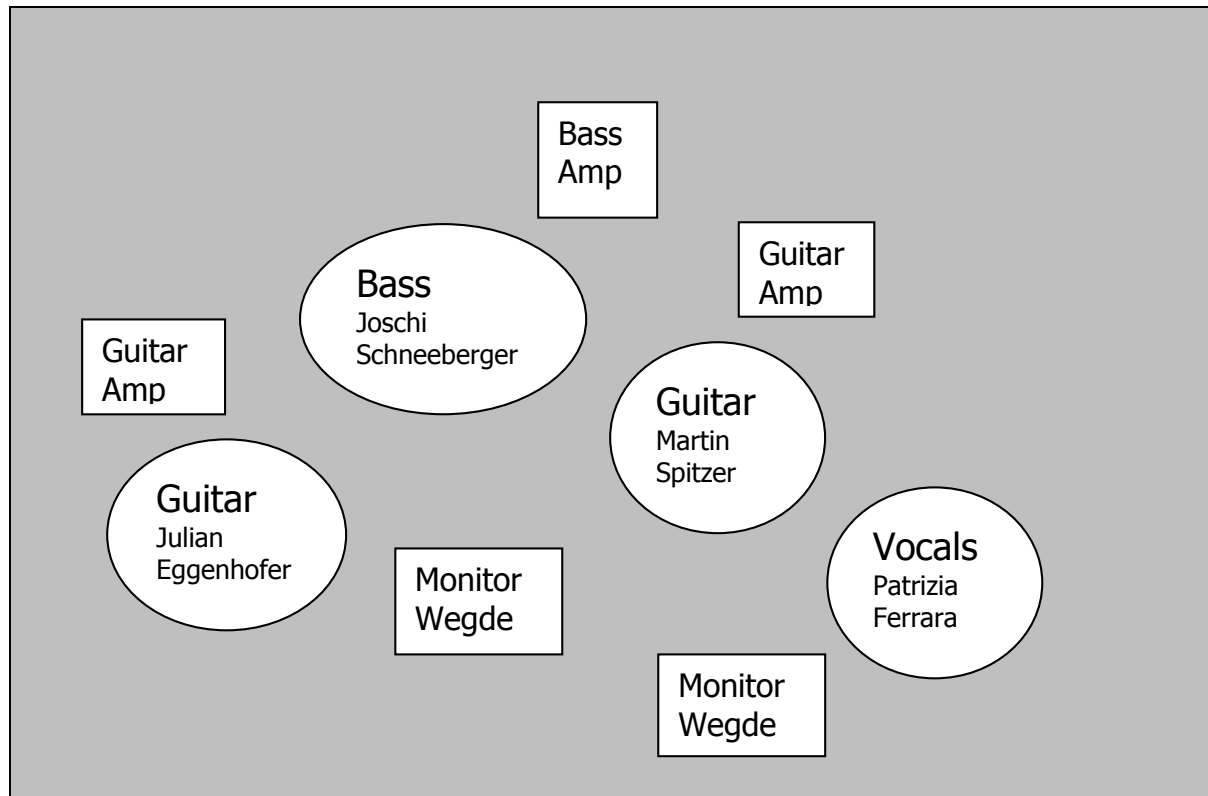 Bass
Amp
Guitar
Amp
Bass
Joschi
Schneeberger
Guitar
Amp
Guitar
Martin
Spitzer
Guitar
Julian
Eggenhofer
Vocals
Patrizia
Ferrara
Monitor
Wegde
Monitor
Wegde